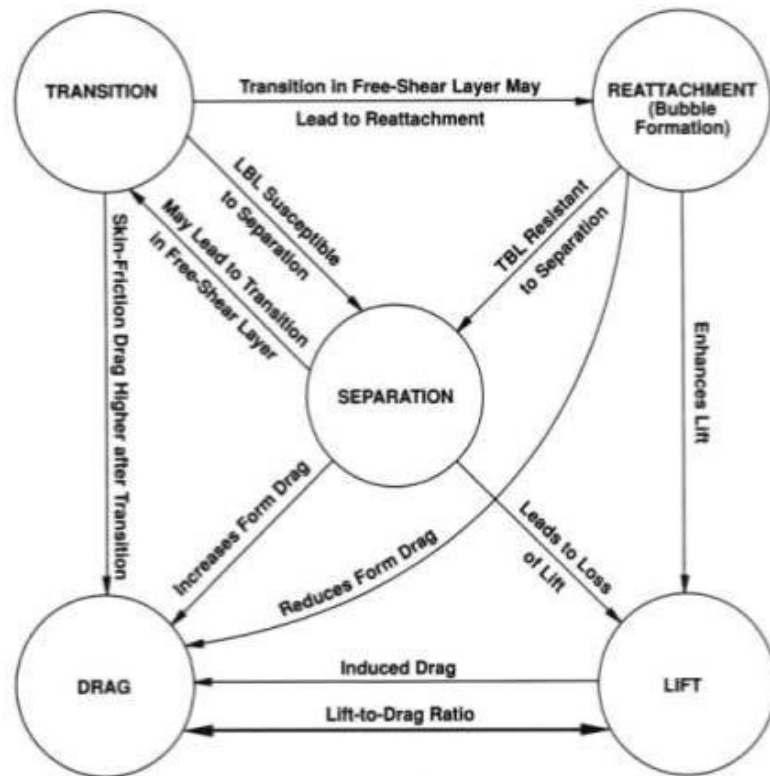 TRANSITION
Transition in Free-Shear Layer May
Lead to Reattachment
REATTACHMENT
(Bubble
Formation)
LBL Susceptible
to Separation
May Lead to Transition
in Free-Shear Layer
TBL Resistant
to Separation
Skin-Friction Drag Higher after Transition
SEPARATION
Enhances Lift
Increases Form Drag
Reduces Form Drag
Leads to Loss
of Lift
DRAG
Induced Drag
Lift-to-Drag Ratio
LIFT